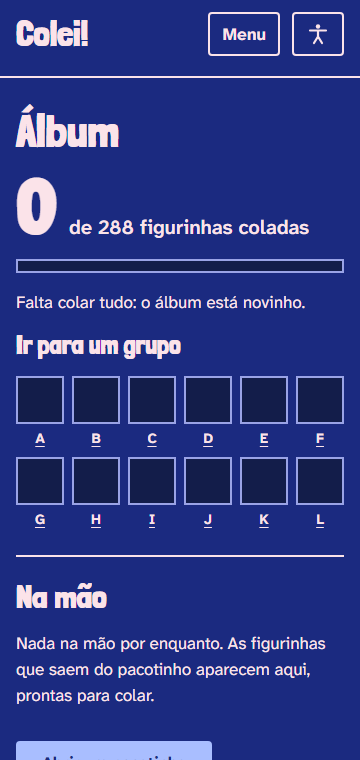 Colei!
Menu
Álbum
0 de 288 figurinhas coladas
Falta colar tudo: o álbum está novinho.
Ir para um grupo
A B C D E F
G H I J K L
Na mão
Nada na mão por enquanto. As figurinhas
que saem do pacotinho aparecem aqui,
prontas para colar.